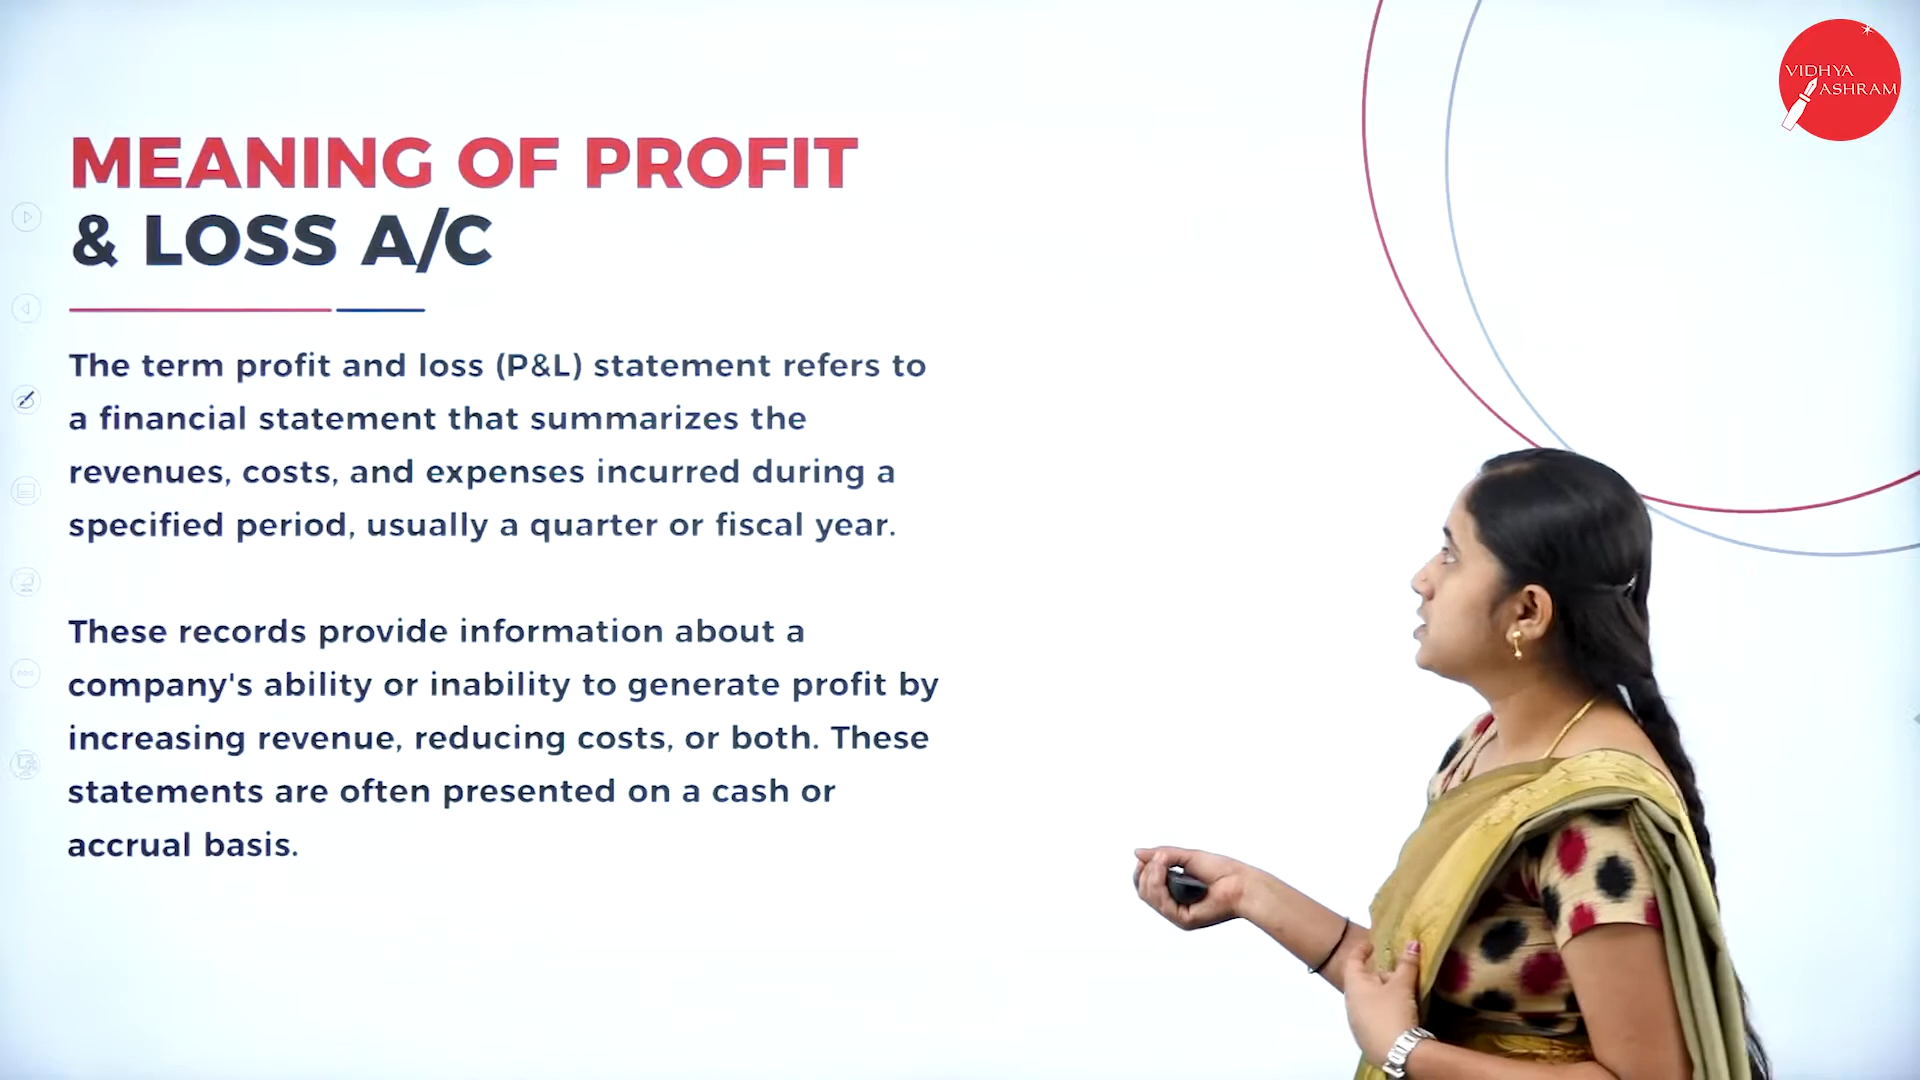 VIDHYA
ASHRAM
MEANING OF PROFIT
& LOSS A/C
The term profit and loss (P&L) statement refers to
a financial statement that summarizes the
revenues, costs, and expenses incurred during a
specified period, usually a quarter or fiscal year.
These records provide information about a
company's ability or inability to generate profit by
increasing revenue, reducing costs, or both. These
statements are often presented on a cash or
accrual basis.